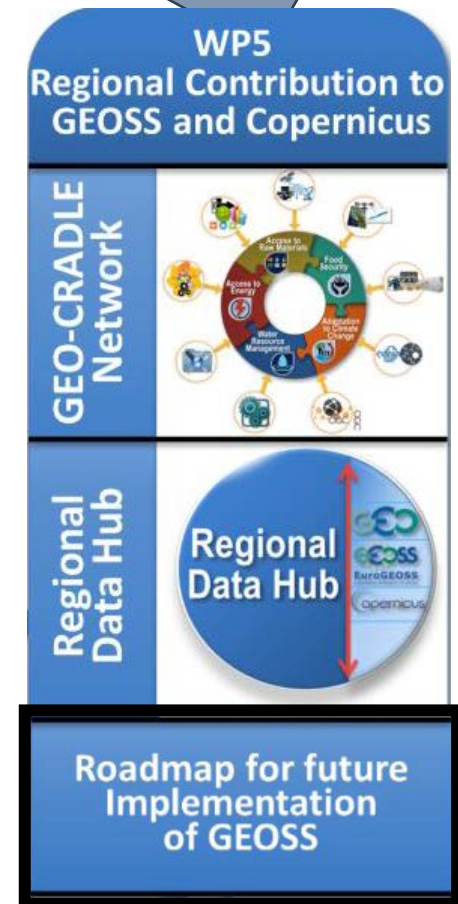 WP5
Regional Contribution to
GEOSS and Copernicus
GEO-CRADLE
Network
Access to
Raw Materials
Food
Security
Adaptation
to Climate
Change
Water
Resource
Management
Access to
Energy
Regional
Data Hub
Regional
Data Hub
GEO
GEOSS
EuroGEOSS
Copernicus
Roadmap for future
Implementation
of GEOSS